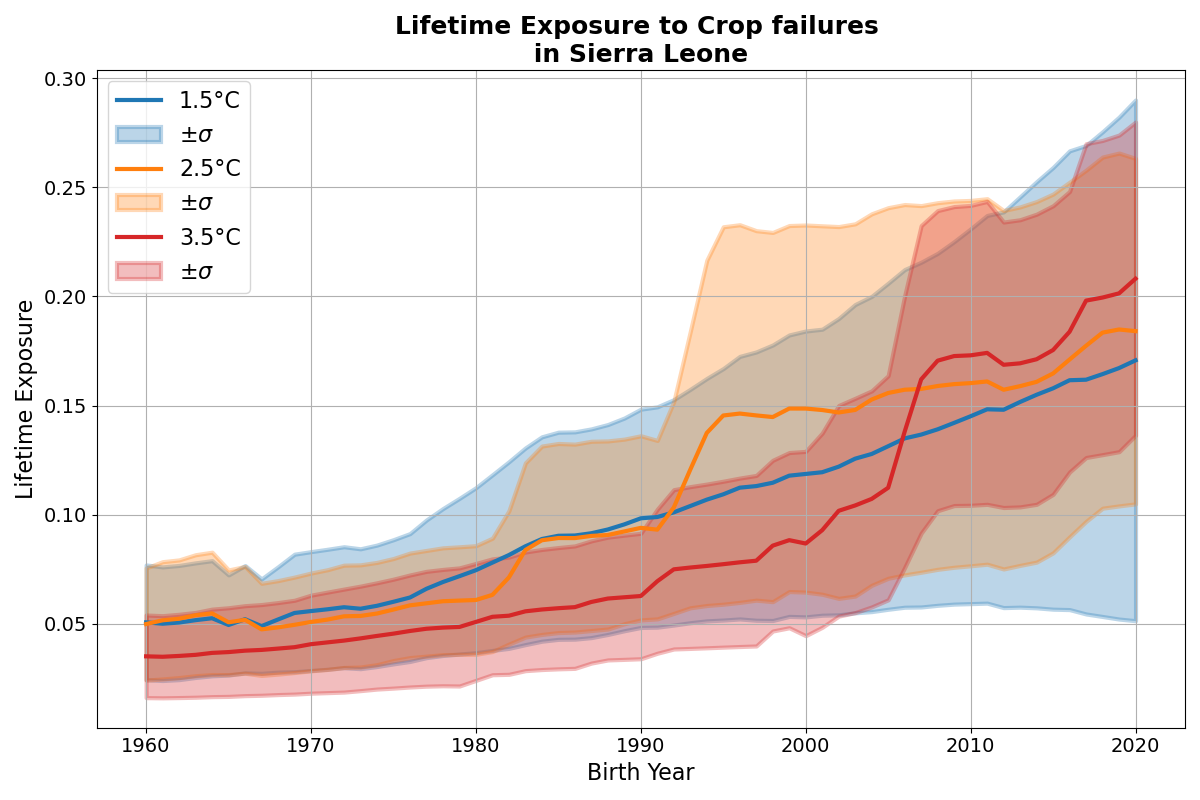 Lifetime Exposure to Crop failures
in Sierra Leone
0.30
0.25
0.20
0.15
0.10
0.05
Lifetime Exposure
1.5°C
±σ
2.5°C
±σ
3.5°C
±σ
1960 1970 1980 1990 2000 2010 2020
Birth Year